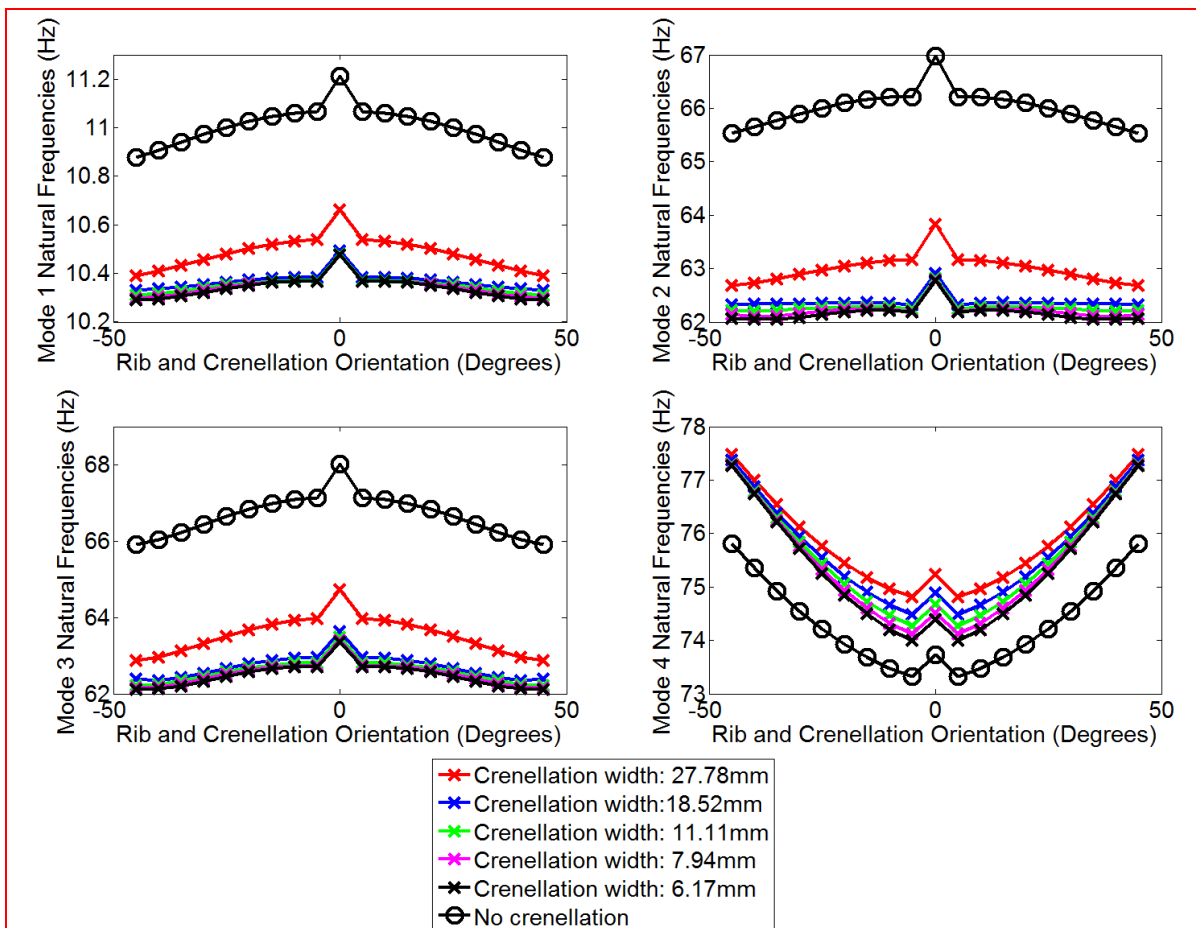 Mode 1 Natural Frequencies (Hz)
11.2
11
10.8
10.6
10.4
10.2
-50
0
50
Rib and Crenellation Orientation (Degrees)
Mode 2 Natural Frequencies (Hz)
67
66
65
64
63
62
-50
0
50
Rib and Crenellation Orientation (Degrees)
Mode 3 Natural Frequencies (Hz)
68
66
64
62
-50
0
50
Rib and Crenellation Orientation (Degrees)
Mode 4 Natural Frequencies (Hz)
78
77
76
75
74
73
-50
0
50
Rib and Crenellation Orientation (Degrees)
Crenellation width: 27.78mm
Crenellation width:18.52mm
Crenellation width: 11.11mm
Crenellation width: 7.94mm
Crenellation width: 6.17mm
No crenellation